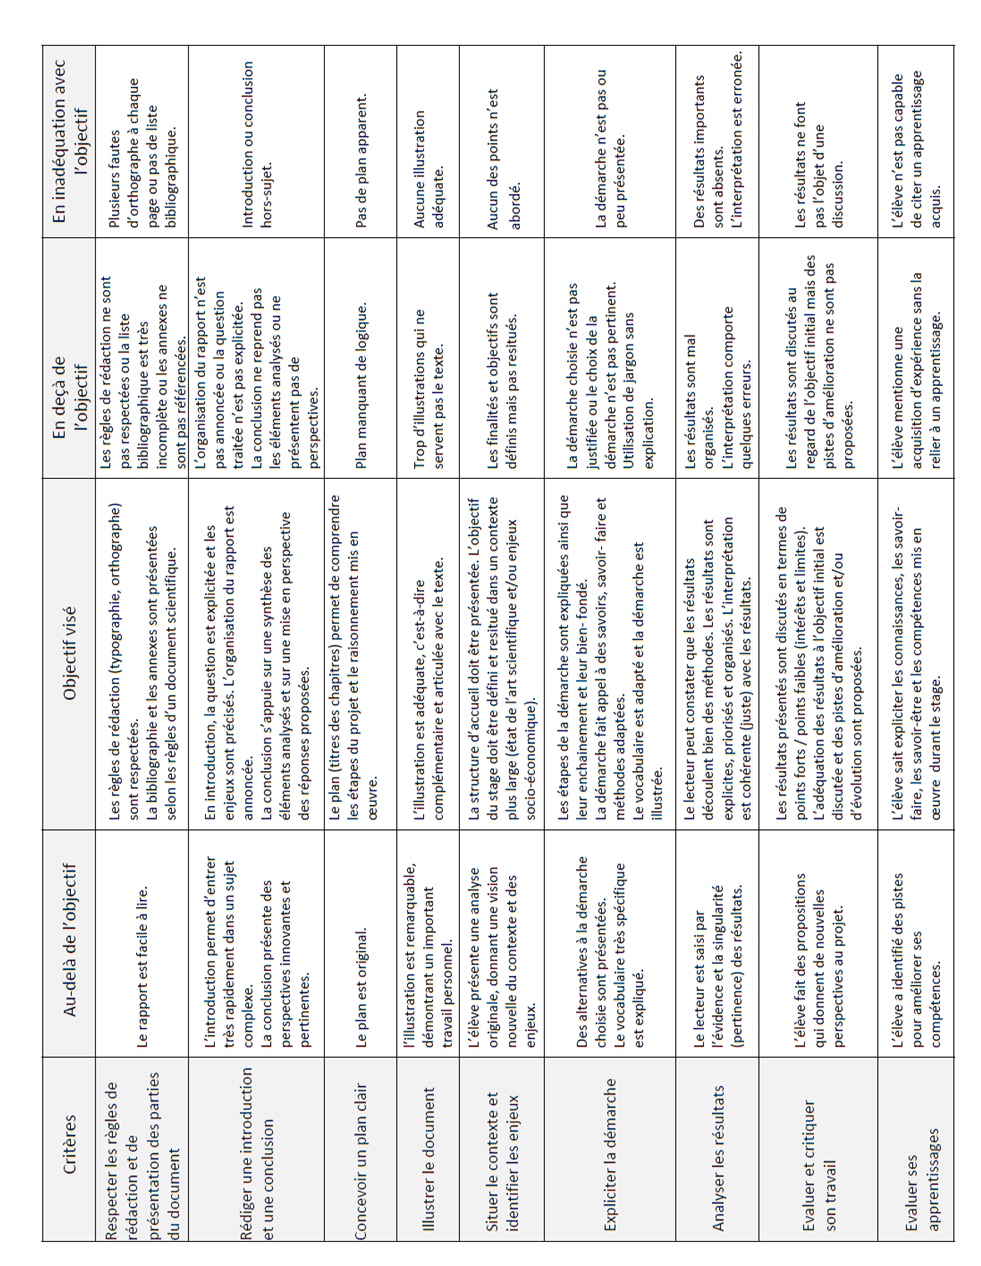 Critères
Au-delà de l'objectif
Objectif visé
En deçà de
l'objectif
En inadéquation avec
l'objectif
Respecter les règles de
rédaction et de
présentation des parties
du document
Le rapport est facile à lire.
Les règles de rédaction (typographie, orthographe)
sont respectées.
La bibliographie et les annexes sont présentées
selon les règles d'un document scientifique.
Les règles de rédaction ne sont
pas respectées ou la liste
bibliographique est très
incomplète ou les annexes ne
sont pas référencées.
Plusieurs fautes
d'orthographe à chaque
page ou pas de liste
bibliographique.
Rédiger une introduction
et une conclusion
L'introduction permet d'entrer
très rapidement dans un sujet
complexe.
La conclusion présente des
perspectives innovantes et
pertinentes.
En introduction, la question est explicitée et les
enjeux sont précisés. L'organisation du rapport est
annoncée.
La conclusion s'appuie sur une synthèse des
éléments analysés et sur une mise en perspective
des réponses proposées.
L'organisation du rapport n'est
pas annoncée ou la question
traitée n'est pas explicitée.
La conclusion ne reprend pas
les éléments analysés ou ne
présentent pas de
perspectives.
Introduction ou conclusion
hors-sujet.
Concevoir un plan clair
Le plan est original.
Le plan (titres des chapitres) permet de comprendre
les étapes du projet et le raisonnement mis en
œuvre.
Plan manquant de logique.
Pas de plan apparent.
Illustrer le document
l'illustration est remarquable,
démontrant un important
travail personnel.
L'illustration est adéquate, c'est-à-dire
complémentaire et articulée avec le texte.
Trop d'illustrations qui ne
servent pas le texte.
Aucune illustration
adéquate.
Situer le contexte et
identifier les enjeux
L'élève présente une analyse
originale, donnant une vision
nouvelle du contexte et des
enjeux.
La structure d'accueil doit être présentée. L'objectif
du stage doit être défini et resitué dans un contexte
plus large (état de l'art scientifique et/ou enjeux
socio-économique).
Les finalités et objectifs sont
définis mais pas resitués.
Aucun des points n'est
abordé.
Expliciter la démarche
Des alternatives à la démarche
choisie sont présentées.
Le vocabulaire très spécifique
est expliqué.
Les étapes de la démarche sont expliquées ainsi que
leur enchainement et leur bien- fondé.
La démarche fait appel à des savoirs, savoir- faire et
méthodes adaptées.
Le vocabulaire est adapté et la démarche est
illustrée.
La démarche choisie n'est pas
justifiée ou le choix de la
démarche n'est pas pertinent.
Utilisation de jargon sans
explication.
La démarche n'est pas ou
peu présentée.
Analyser les résultats
Le lecteur est saisi par
l'évidence et la singularité
(pertinence) des résultats.
Le lecteur peut constater que les résultats
découlent bien des méthodes. Les résultats sont
explicites, priorisés et organisés. L'interprétation
est cohérente (juste) avec les résultats.
Les résultats sont mal
organisés.
L'interprétation comporte
quelques erreurs.
Des résultats importants
sont absents.
L'interprétation est erronée.
Evaluer et critiquer
son travail
L'élève fait des propositions
qui donnent de nouvelles
perspectives au projet.
Les résultats présentés sont discutés en termes de
points forts / points faibles (intérêts et limites).
L'adéquation des résultats à l'objectif initial est
discutée et des pistes d'amélioration et/ou
d'évolution sont proposées.
Les résultats sont discutés au
regard de l'objectif initial mais des
pistes d'amélioration ne sont pas
proposées.
Les résultats ne font
pas l'objet d'une
discussion.
Evaluer ses
apprentissages
L'élève a identifié des pistes
pour améliorer ses
compétences.
L'élève sait expliciter les connaissances, les savoir-
faire, les savoir-être et les compétences mis en
œuvre durant le stage.
L'élève mentionne une
acquisition d'expérience sans la
relier à un apprentissage.
L'élève n'est pas capable
de citer un apprentissage
acquis.